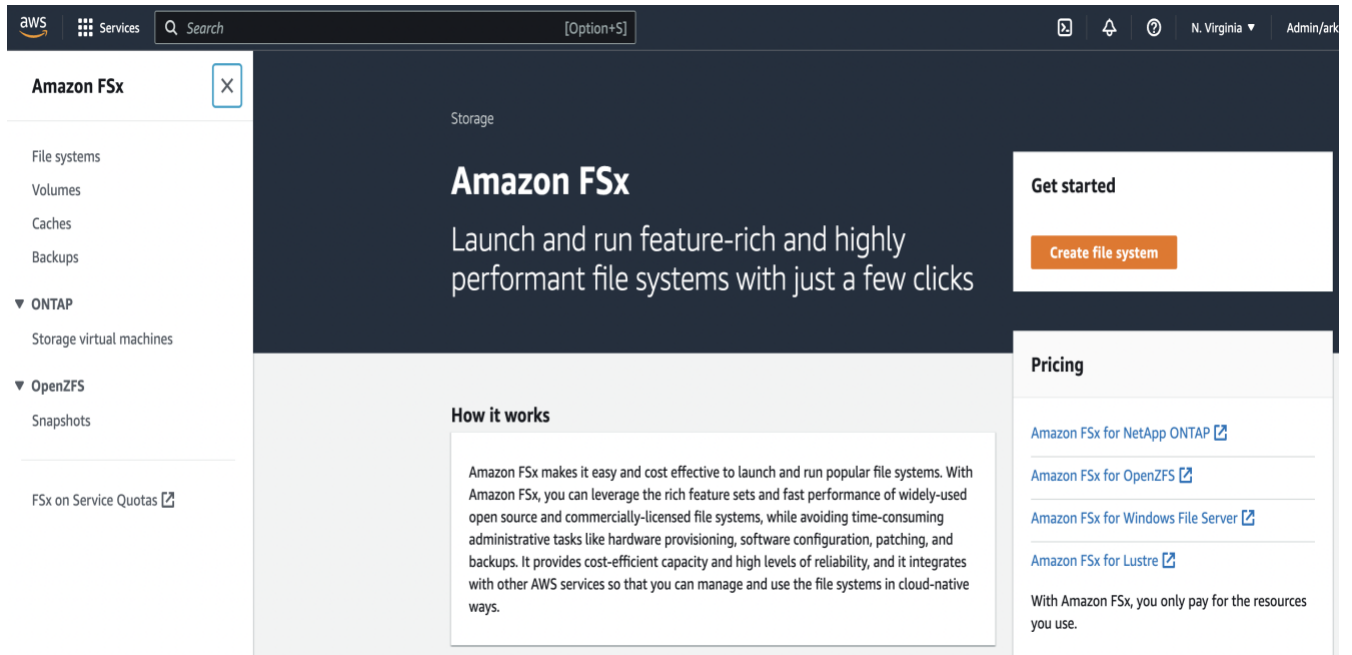 aws
Services
Search
[Option+S]
N. Virginia ▼
Admin/ark
Amazon FSx
File systems
Volumes
Caches
Backups
▼ ONTAP
Storage virtual machines
▼ OpenZFS
Snapshots
FSx on Service Quotas
Storage
Amazon FSx
Launch and run feature-rich and highly
performant file systems with just a few clicks
How it works
Amazon FSx makes it easy and cost effective to launch and run popular file systems. With
Amazon FSx, you can leverage the rich feature sets and fast performance of widely-used
open source and commercially-licensed file systems, while avoiding time-consuming
administrative tasks like hardware provisioning, software configuration, patching, and
backups. It provides cost-efficient capacity and high levels of reliability, and it integrates
with other AWS services so that you can manage and use the file systems in cloud-native
ways.
Get started
Create file system
Pricing
Amazon FSx for NetApp ONTAP
Amazon FSx for OpenZFS
Amazon FSx for Windows File Server
Amazon FSx for Lustre
With Amazon FSx, you only pay for the resources
you use.